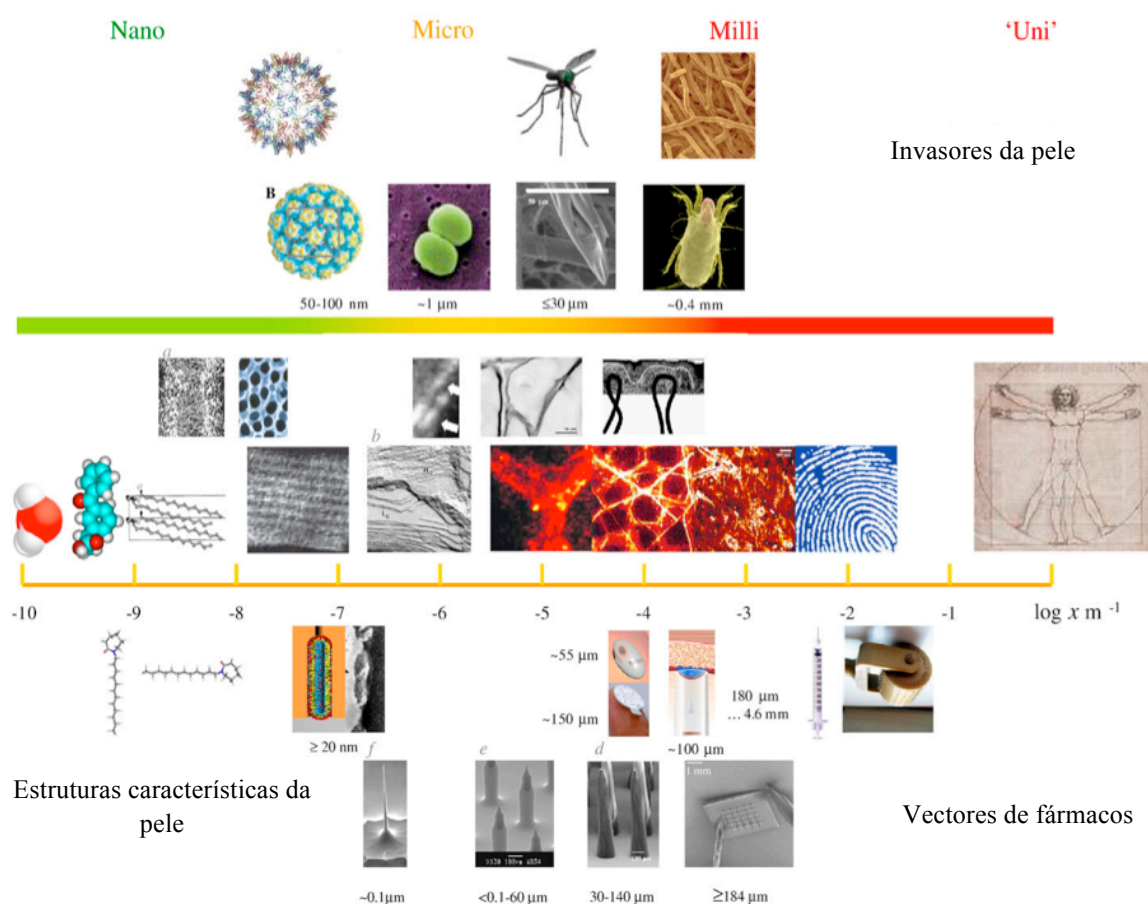 Nano Micro Milli ‘Uni’
Invasores da pele
B
50 µm
50-100 nm ~1 µm ≤30 µm ~0.4 mm
a
b
-10 -9 -8 -7 -6 -5 -4 -3 -2 -1 log x m -1
~55 µm
180 µm
~150 µm
... 4.6 mm
≥ 20 nm
~100 µm
f e d
1 mm
Estruturas características da
pele
Vectores de fármacos
~0.1µm <0.1-60 µm 30-140 µm ≥184 µm